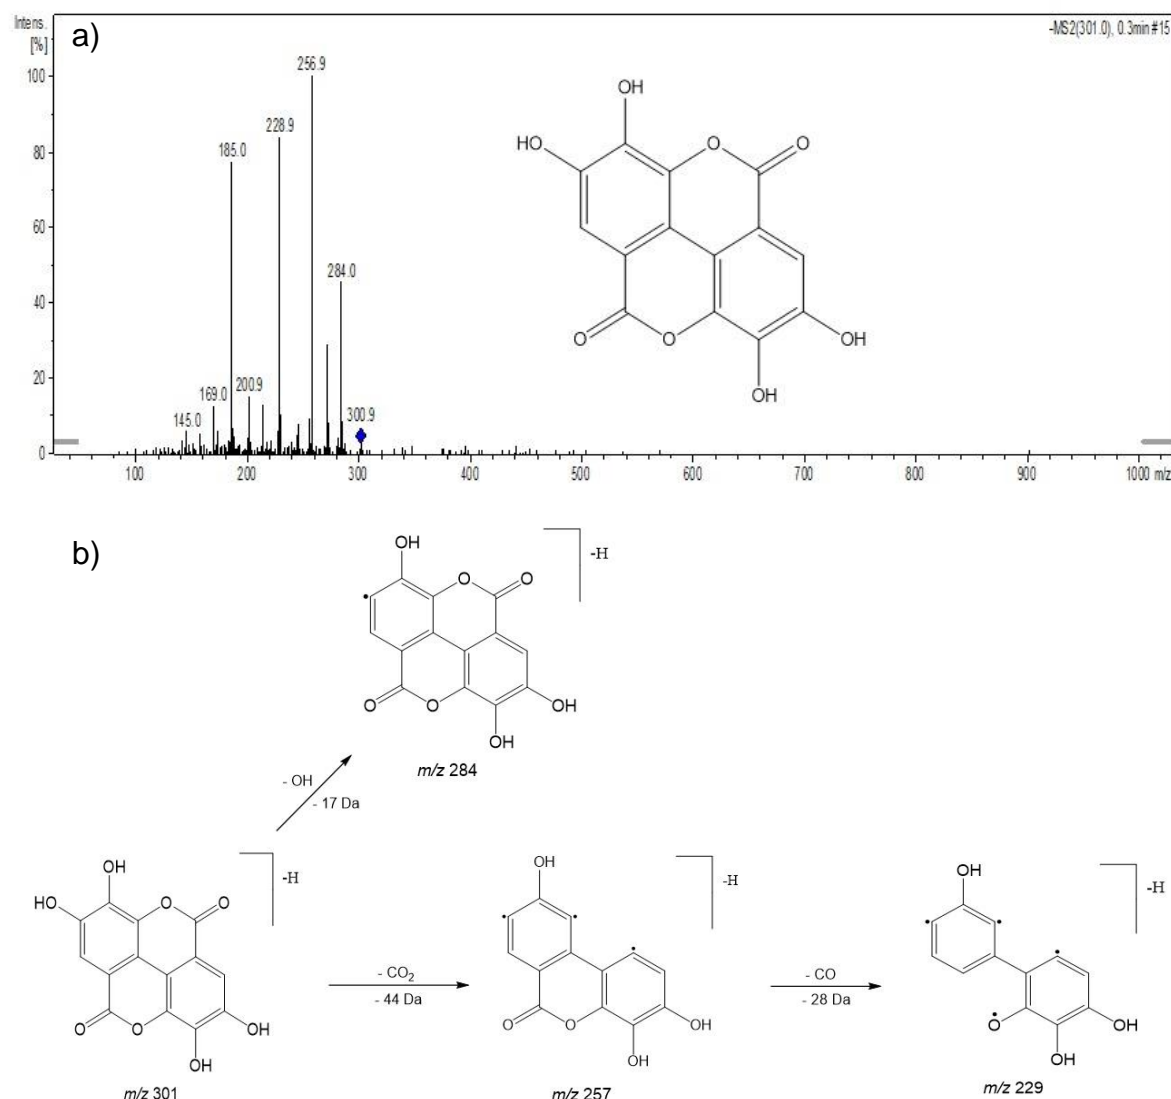 Intens.
[%]
a)
-MS2(301.0), 0.3min #15
100
80
60
40
20
0
256.9
228.9
185.0
284.0
200.9
169.0
145.0
300.9
OH
HO
O
O
O
O
OH
OH
100 200 300 400 500 600 700 800 900 1000 m/z
b)
OH
-H
O
O
O
O
OH
OH
m/z 284
- OH
- 17 Da
OH
-H
HO
O
O
O
O
OH
OH
m/z 301
- CO2
- 44 Da
OH
-H
O
O
OH
OH
m/z 257
- CO
- 28 Da
OH
-H
O
OH
OH
m/z 229